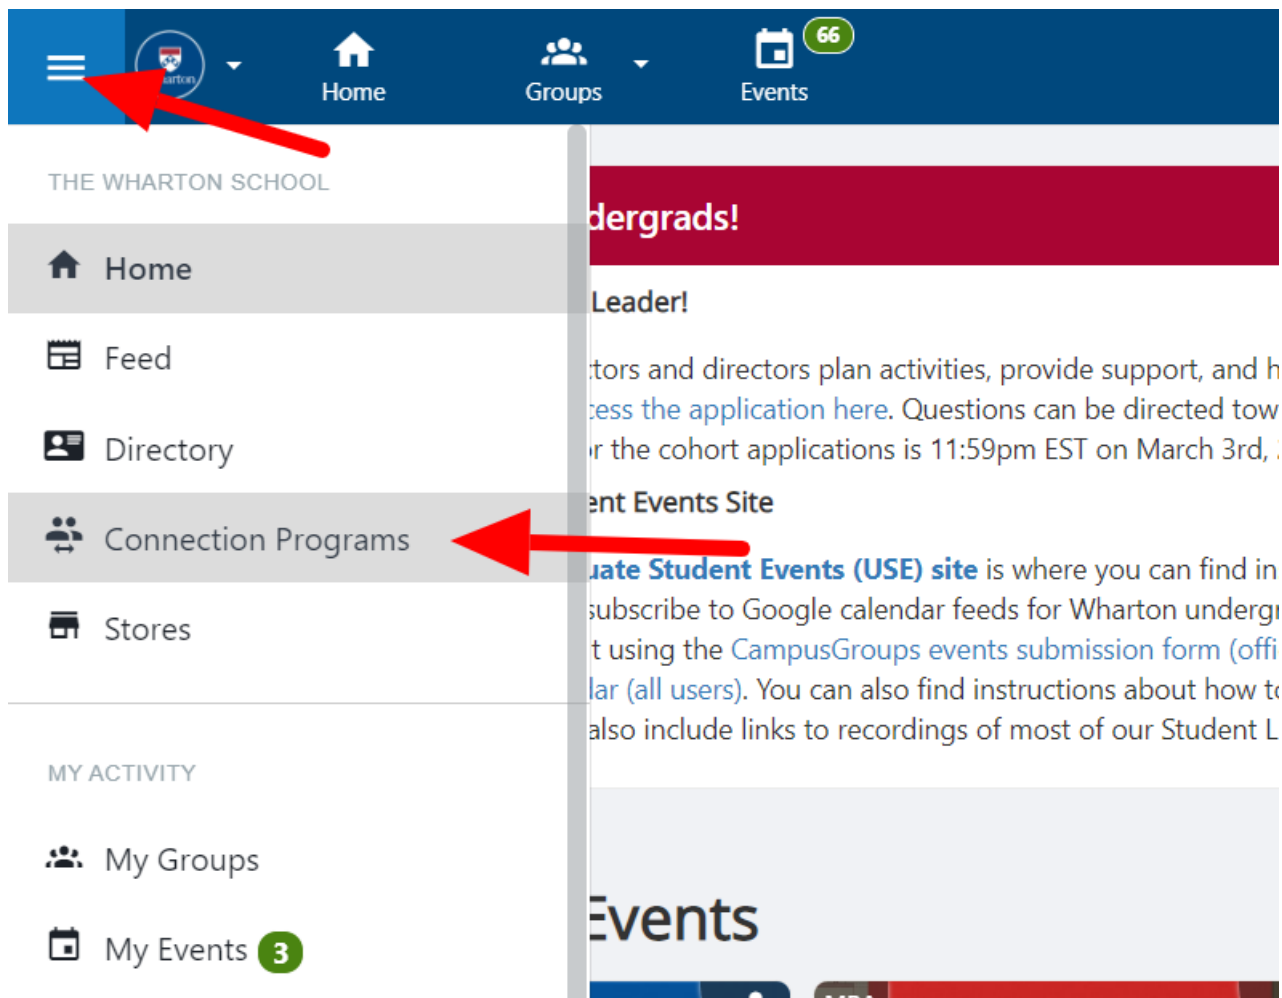 Home
Groups
Events
66
THE WHARTON SCHOOL
Home
Feed
Directory
Connection Programs
Stores
MY ACTIVITY
My Groups
My Events 3
dergrads!
Leader!
tors and directors plan activities, provide support, and h
cess the application here. Questions can be directed tow
r the cohort applications is 11:59pm EST on March 3rd,
ent Events Site
uate Student Events (USE) site is where you can find in
subscribe to Google calendar feeds for Wharton undergr
t using the CampusGroups events submission form (offi
lar (all users). You can also find instructions about how to
also include links to recordings of most of our Student L
Events